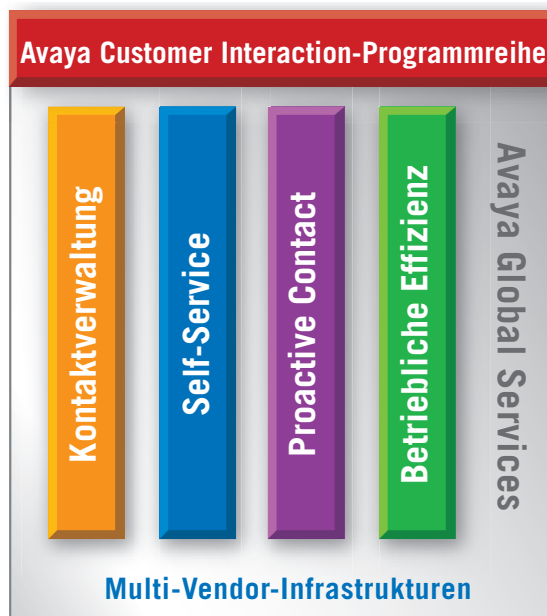 Avaya Customer Interaction-Programmreihe
Kontaktverwaltung
Self-Service
Proactive Contact
Betriebliche Effizienz
Avaya Global Services
Multi-Vendor-Infrastrukturen